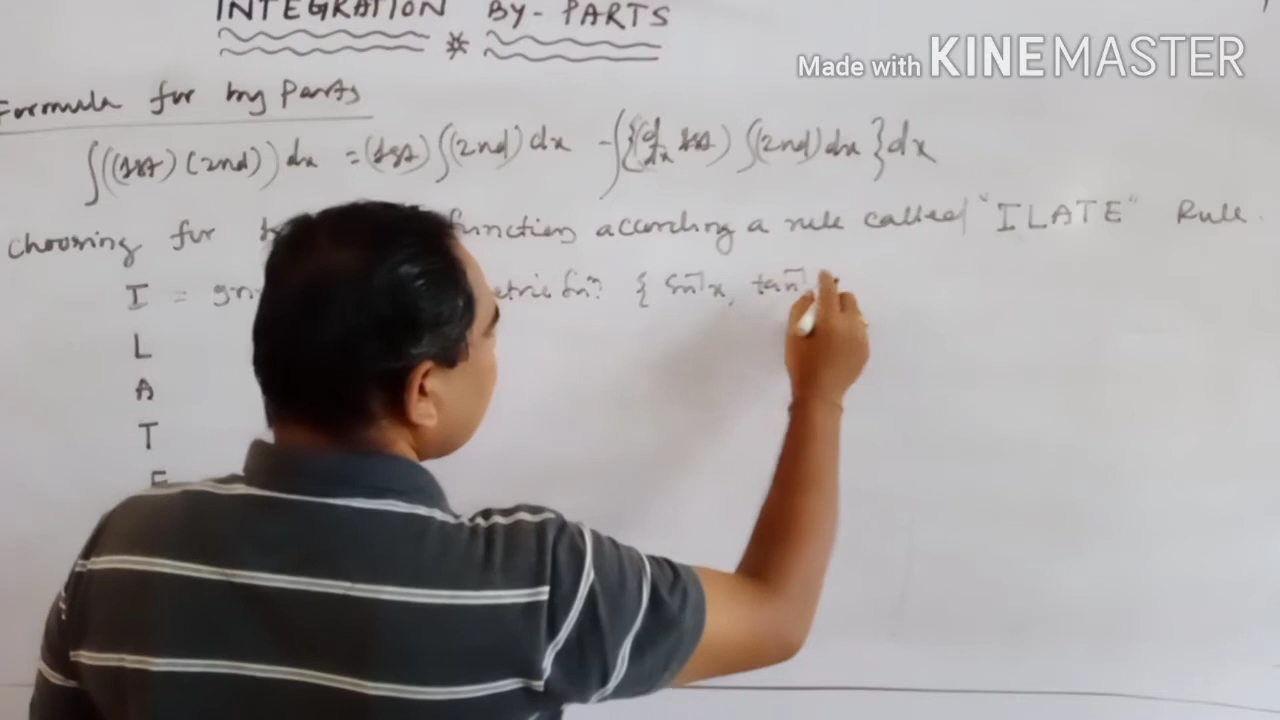 INTEGRATION BY-PARTS
Made with KINEMASTER
Formula for by Parts
∫((1st)(2nd))dx = (1st)∫(2nd)dx - ∫{(d/dx 1st)∫(2nd)dx}dx
choosing for function according a rule called "ILATE" Rule.
I = fn? { Sin⁻¹x, tan⁻¹
L
A
T
E